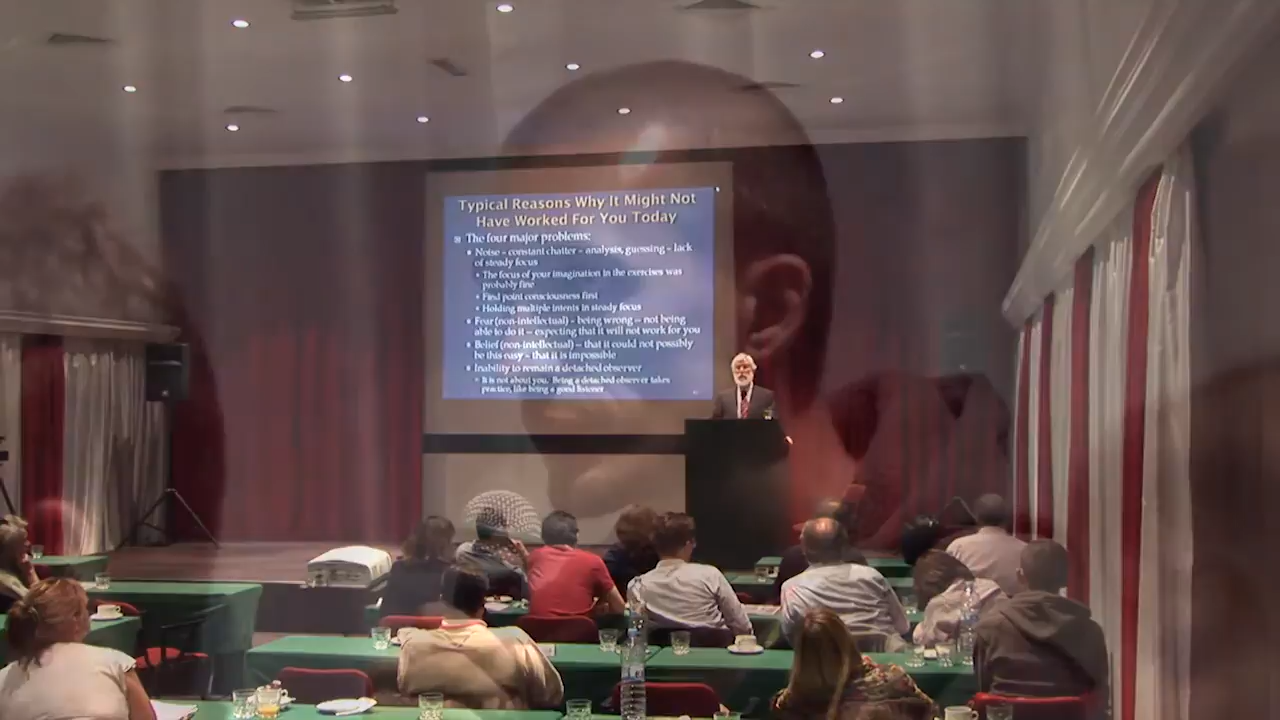 Typical Reasons Why It Might Not
Have Worked For You Today
The four major problems:
Noise – constant chatter – analysis, guessing – lack
of steady focus
The focus of your imagination in the exercises was
probably fine
Find point consciousness first
Holding multiple intents in steady focus
Fear (non-intellectual) – being wrong – not being
able to do it – expecting that it will not work for you
Belief (non-intellectual) – that it could not possibly
be this easy – that it is impossible
Inability to remain a detached observer
It is not about you. Being a detached observer takes
practice, like being a good listener